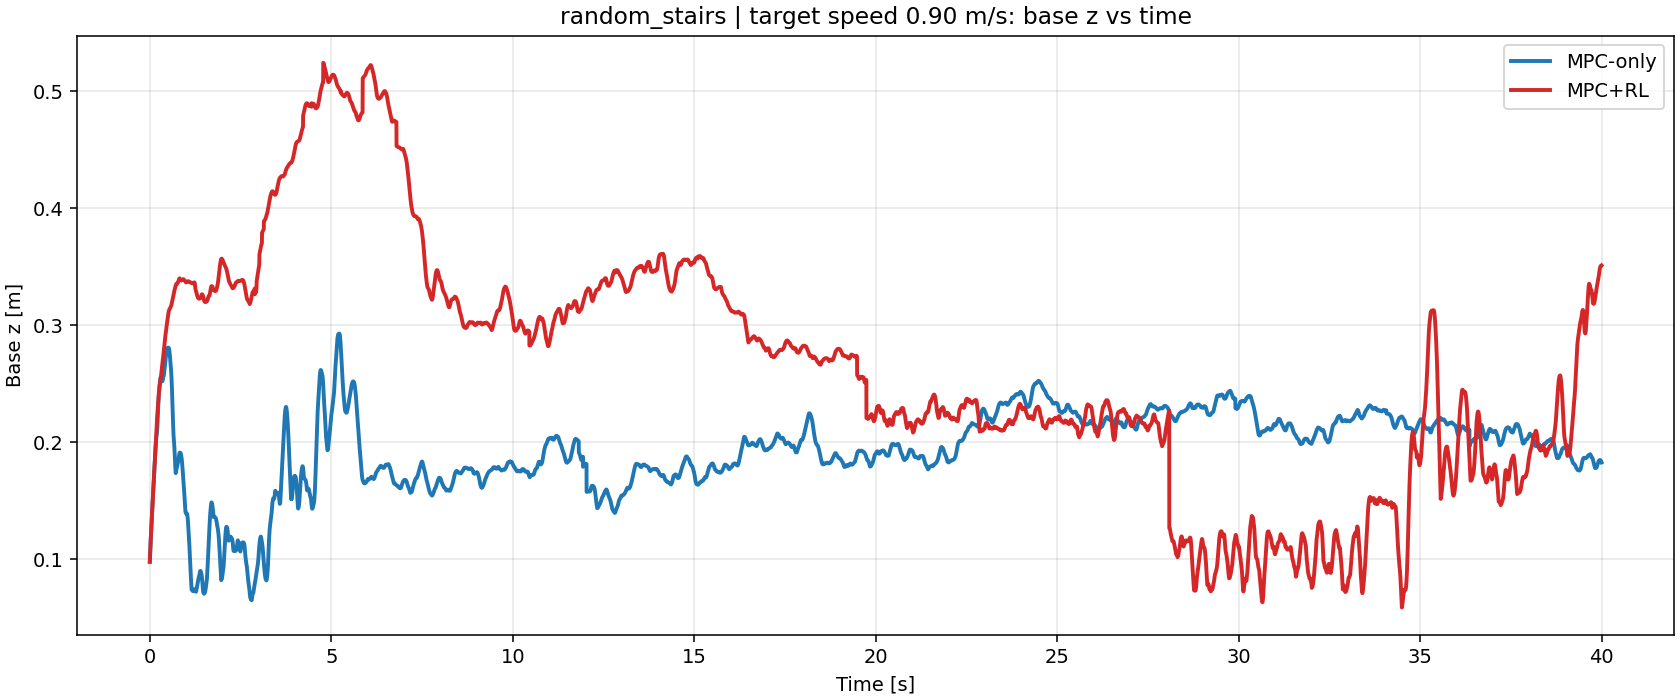 random_stairs | target speed 0.90 m/s: base z vs time
MPC-only
MPC+RL
Base z [m]
0.5
0.4
0.3
0.2
0.1
0 5 10 15 20 25 30 35 40
Time [s]